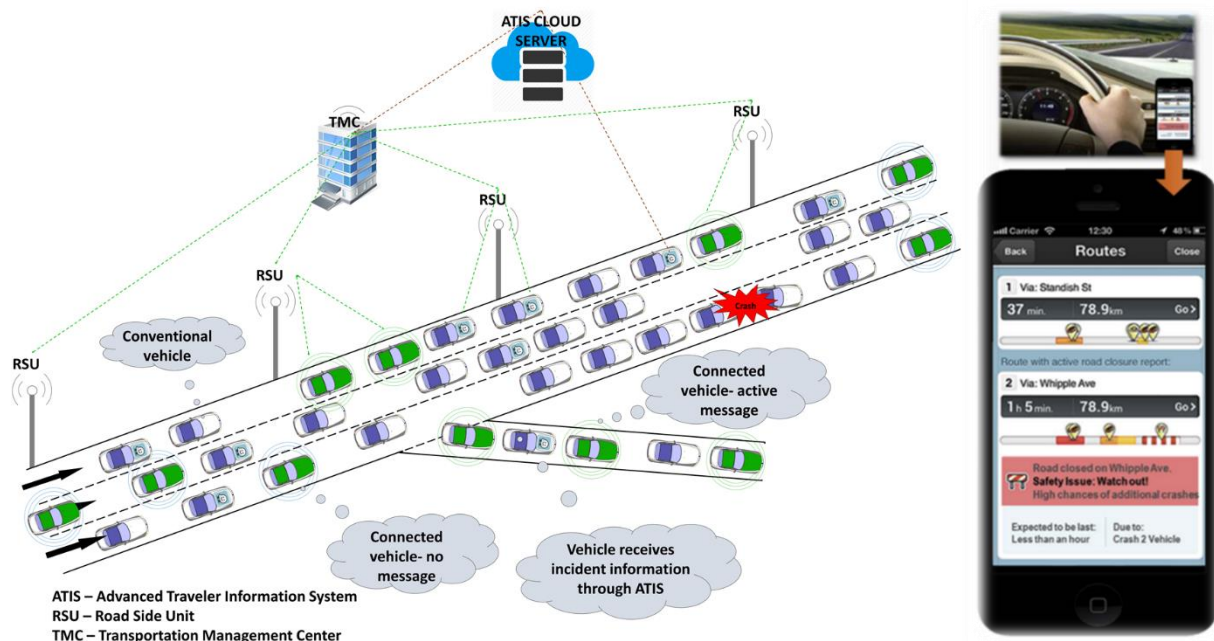 ATIS CLOUD
SERVER
TMC
RSU
RSU
RSU
RSU
Crash
Conventional
vehicle
Connected
vehicle- active
message
Connected
vehicle- no
message
Vehicle receives
incident information
through ATIS
ATIS – Advanced Traveler Information System
RSU – Road Side Unit
TMC – Transportation Management Center
Carrier 12:30 48%
Back Routes Close
1 Via: Standish St
37 min. 78.9km Go >
Route with active road closure report:
2 Via: Whipple Ave
1 h 5 min. 78.9km Go >
Road closed on Whipple Ave.
Safety Issue: Watch out!
High chances of additional crashes
Expected to be last: Due to:
Less than an hour Crash 2 Vehicle